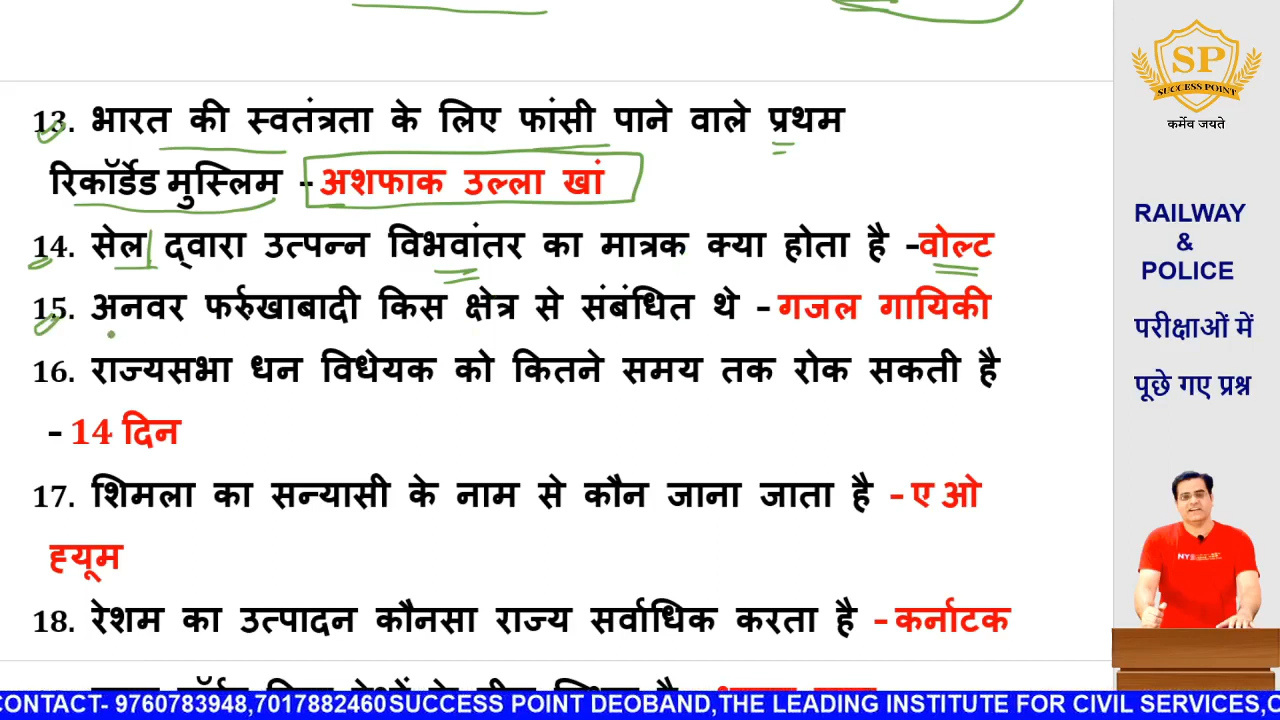 13. भारत की स्वतंत्रता के लिए फांसी पाने वाले प्रथम
रिकॉर्डेड मुस्लिम - अशफाक उल्ला खां
14. सेल द्वारा उत्पन्न विभवांतर का मात्रक क्या होता है -वोल्ट
15. अनवर फर्रुखाबादी किस क्षेत्र से संबंधित थे - गजल गायिकी
16. राज्यसभा धन विधेयक को कितने समय तक रोक सकती है
- 14 दिन
17. शिमला का सन्यासी के नाम से कौन जाना जाता है - ए ओ
ह्यूम
18. रेशम का उत्पादन कौनसा राज्य सर्वाधिक करता है - कर्नाटक
SP
SUCCESS POINT
कर्मेव जयते
RAILWAY
&
POLICE
परीक्षाओं में
पूछे गए प्रश्न
CONTACT- 9760783948,7017882460SUCCESS POINT DEOBAND,THE LEADING INSTITUTE FOR CIVIL SERVICES,C